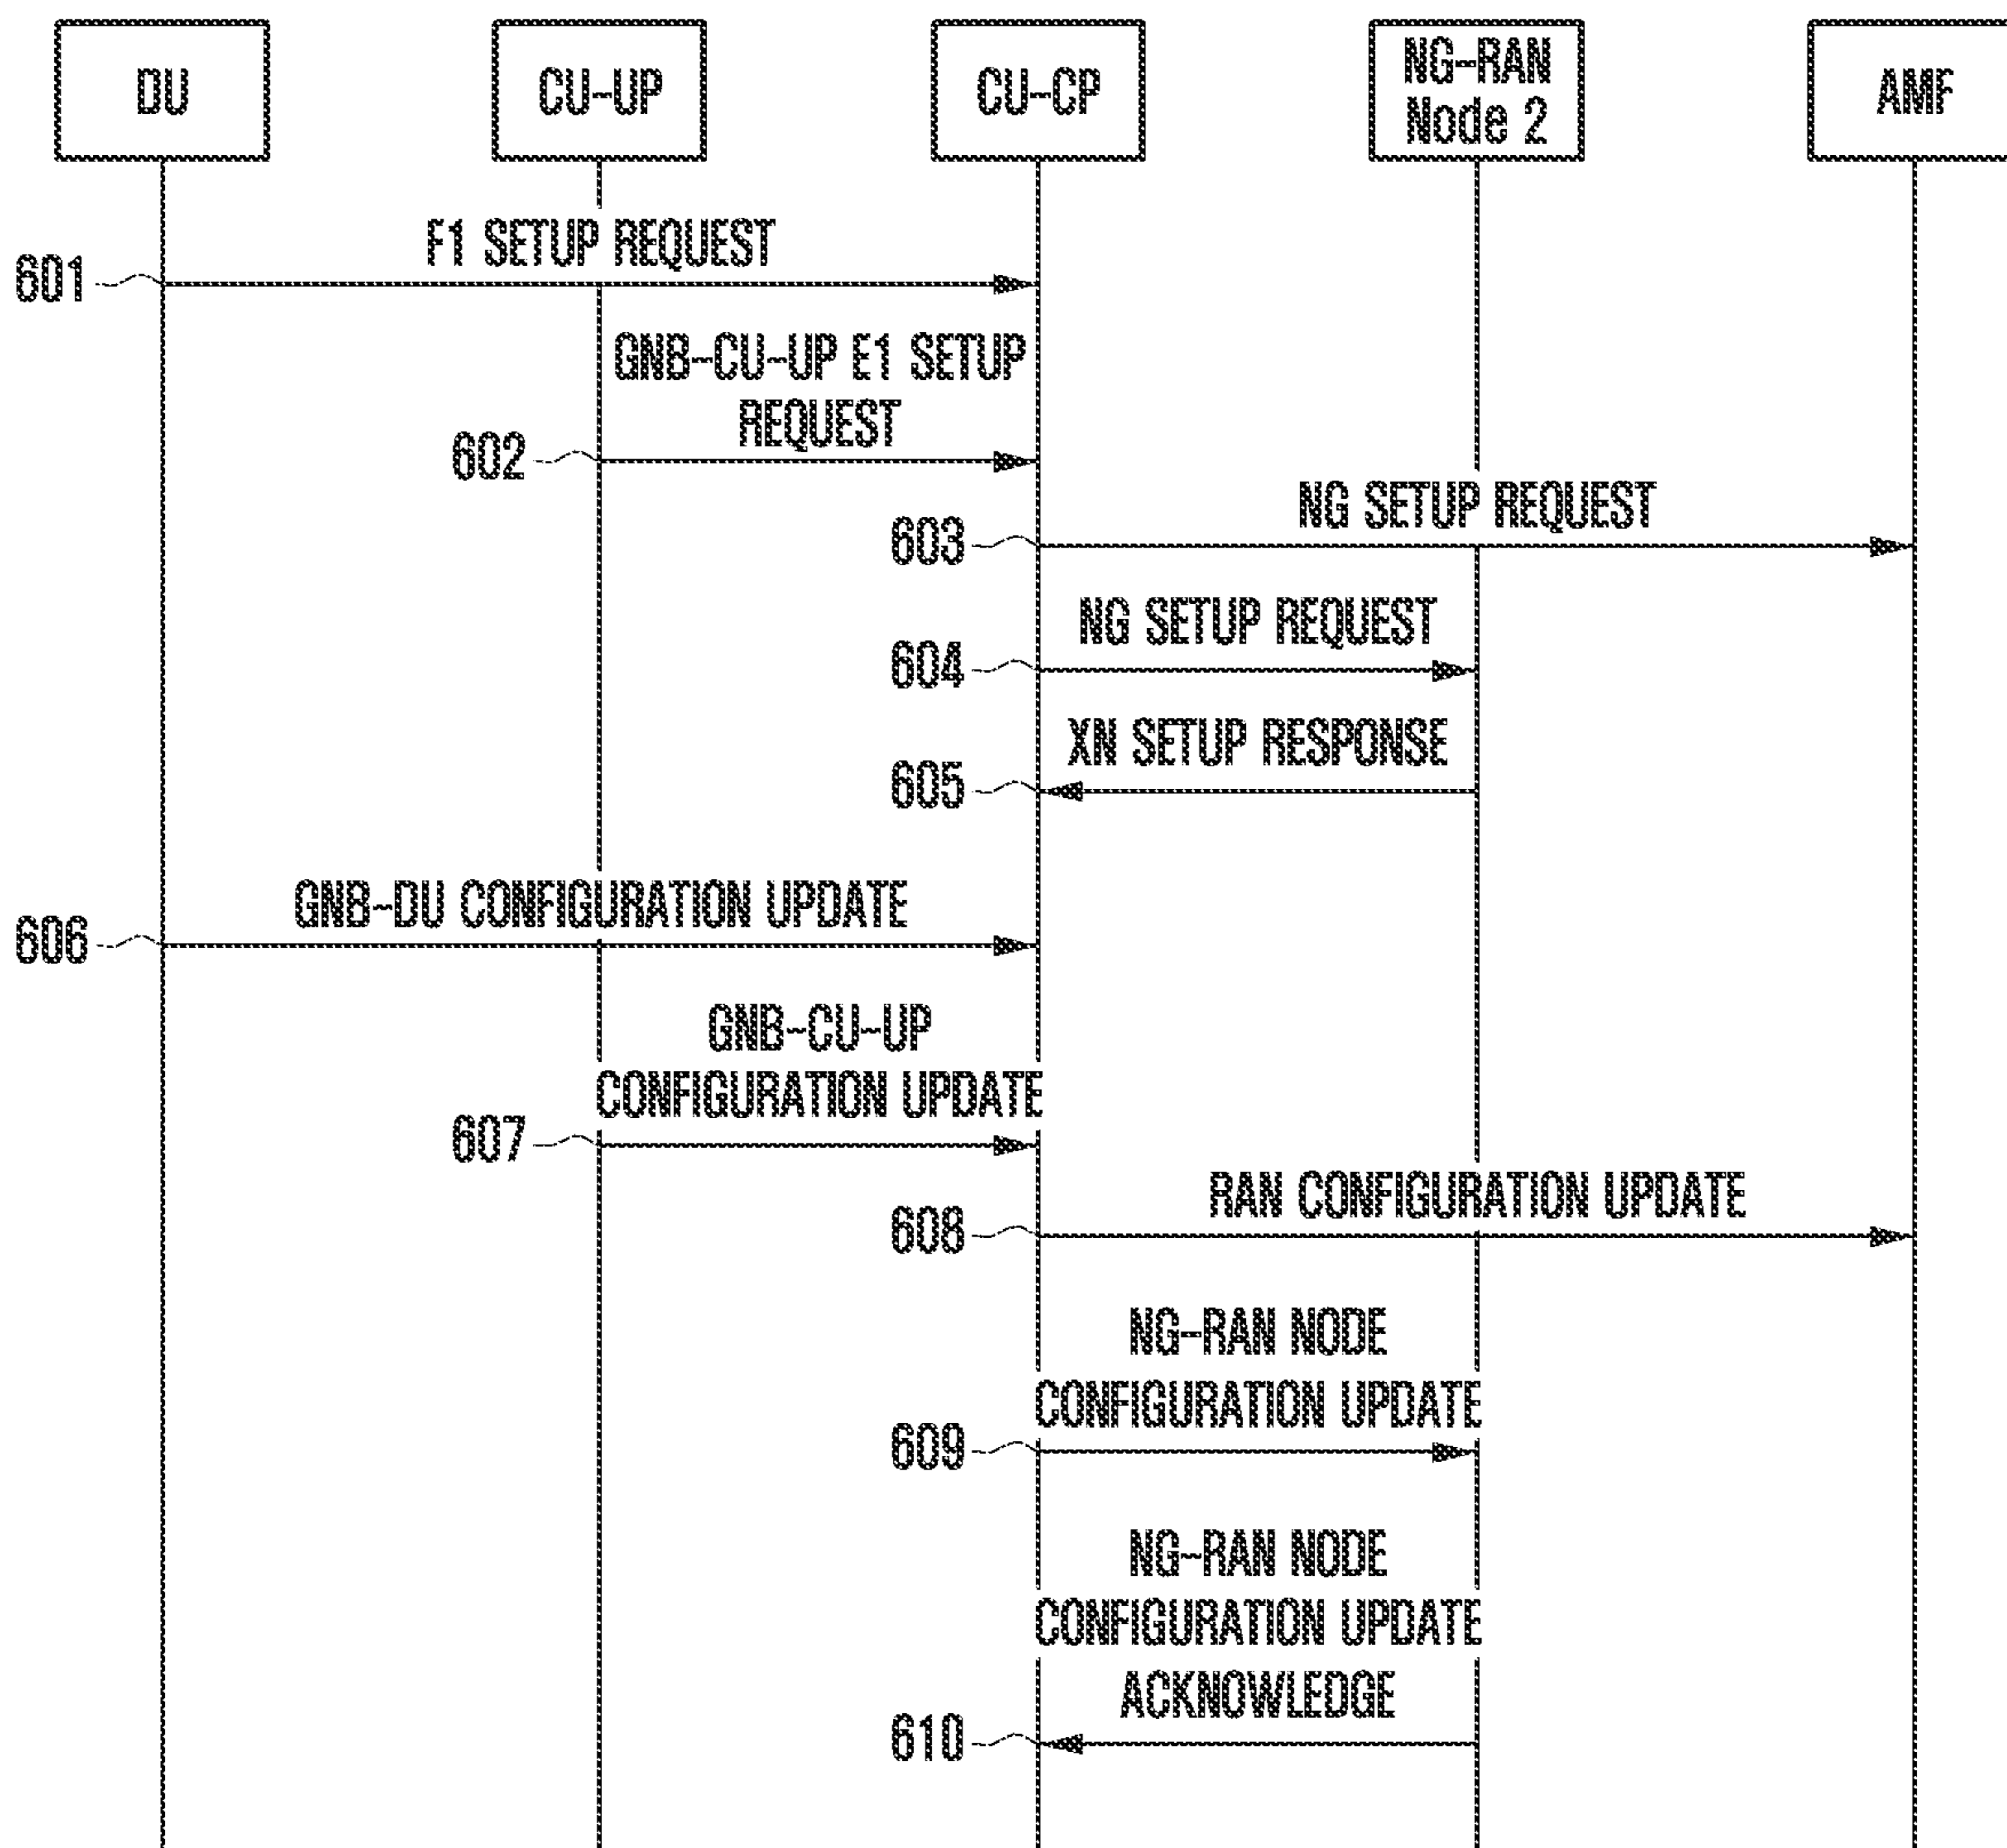 DU
CU-UP
CU-CP
NG-RAN
Node 2
AMF
F1 SETUP REQUEST
601
GNB-CU-UP E1 SETUP
REQUEST
602
NG SETUP REQUEST
603
NG SETUP REQUEST
604
XN SETUP RESPONSE
605
GNB-DU CONFIGURATION UPDATE
606
GNB-CU-UP
CONFIGURATION UPDATE
607
RAN CONFIGURATION UPDATE
608
NG-RAN NODE
CONFIGURATION UPDATE
609
NG-RAN NODE
CONFIGURATION UPDATE
ACKNOWLEDGE
610